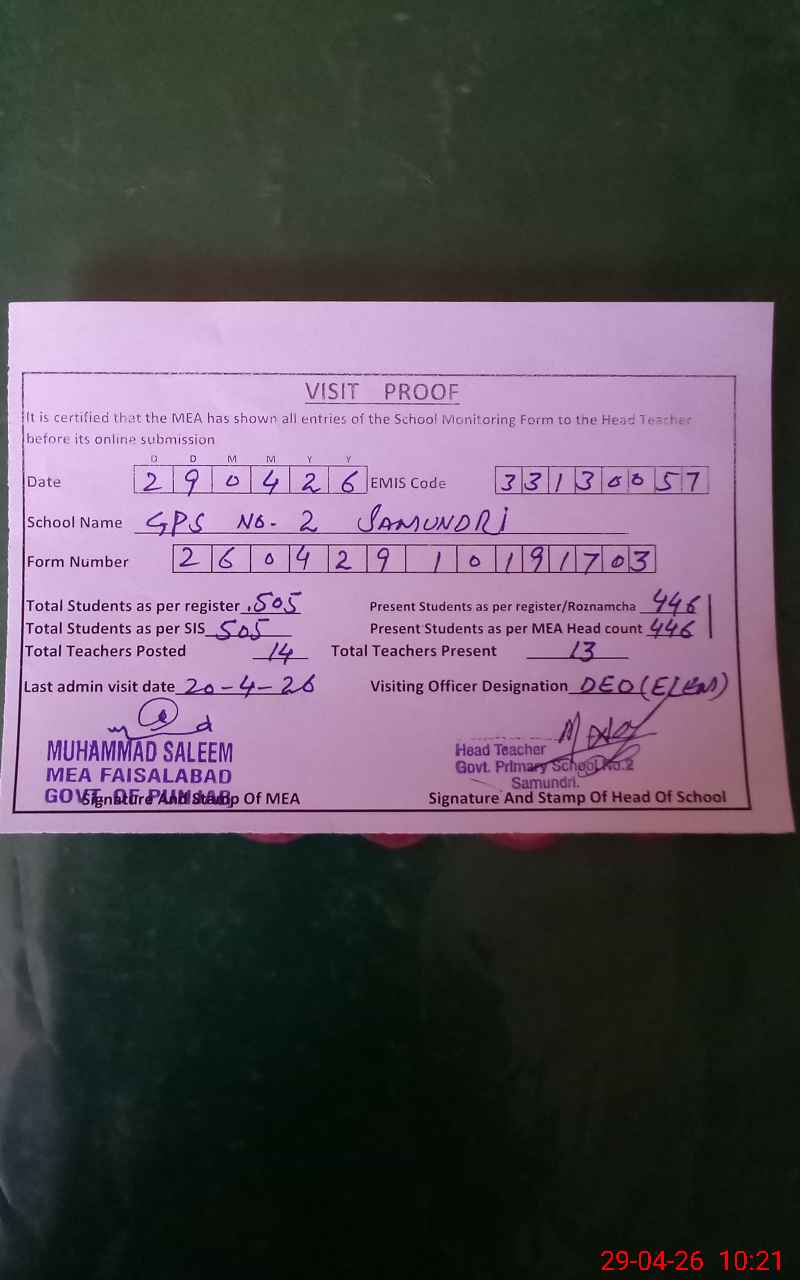 VISIT PROOF
It is certified that the MEA has shown all entries of the School Monitoring Form to the Head Teacher
before its online submission
D D M M Y Y
Date 2 9 0 4 2 6 EMIS Code 3 3 1 3 0 0 5 7
School Name GPS No. 2 SAMUNDRI
Form Number 2 6 0 4 2 9 1 0 1 9 1 7 0 3
Total Students as per register 505 Present Students as per register/Roznamcha 446
Total Students as per SIS 505 Present Students as per MEA Head count 446
Total Teachers Posted 14 Total Teachers Present 13
Last admin visit date 20-4-26 Visiting Officer Designation DEO (ELEM)
MUHAMMAD SALEEM
MEA FAISALABAD
GOVT. OF PUNJAB
Signature And Stamp Of MEA
Head Teacher
Govt. Primary School No.2
Samundri.
Signature And Stamp Of Head Of School
29-04-26 10:21